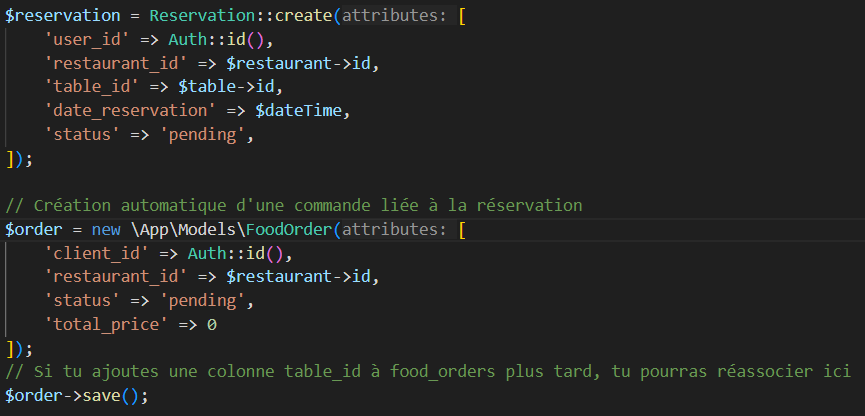 $reservation = Reservation::create(attributes: [
    'user_id' => Auth::id(),
    'restaurant_id' => $restaurant->id,
    'table_id' => $table->id,
    'date_reservation' => $dateTime,
    'status' => 'pending',
]);

// Création automatique d'une commande liée à la réservation
$order = new \App\Models\FoodOrder(attributes: [
    'client_id' => Auth::id(),
    'restaurant_id' => $restaurant->id,
    'status' => 'pending',
    'total_price' => 0
]);
// Si tu ajoutes une colonne table_id à food_orders plus tard, tu pourras réassocier ici
$order->save();